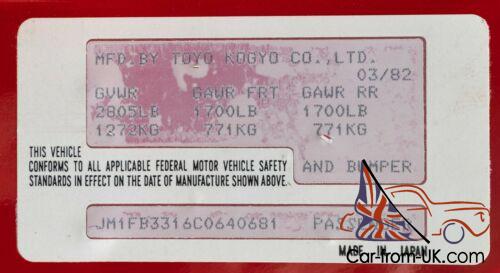 MFD.BY TOYO KOGYO CO.,LTD.
03/82
GVWR GAWR FRT GAWR RR
2805LB 1700LB 1700LB
1272KG 771KG 771KG
THIS VEHICLE
CONFORMS TO ALL APPLICABLE FEDERAL MOTOR VEHICLE SAFETY AND BUMPER
STANDARDS IN EFFECT ON THE DATE OF MANUFACTURE SHOWN ABOVE.
JM1FB3316C0640681
MADE IN JAPAN
car-from-UK.com